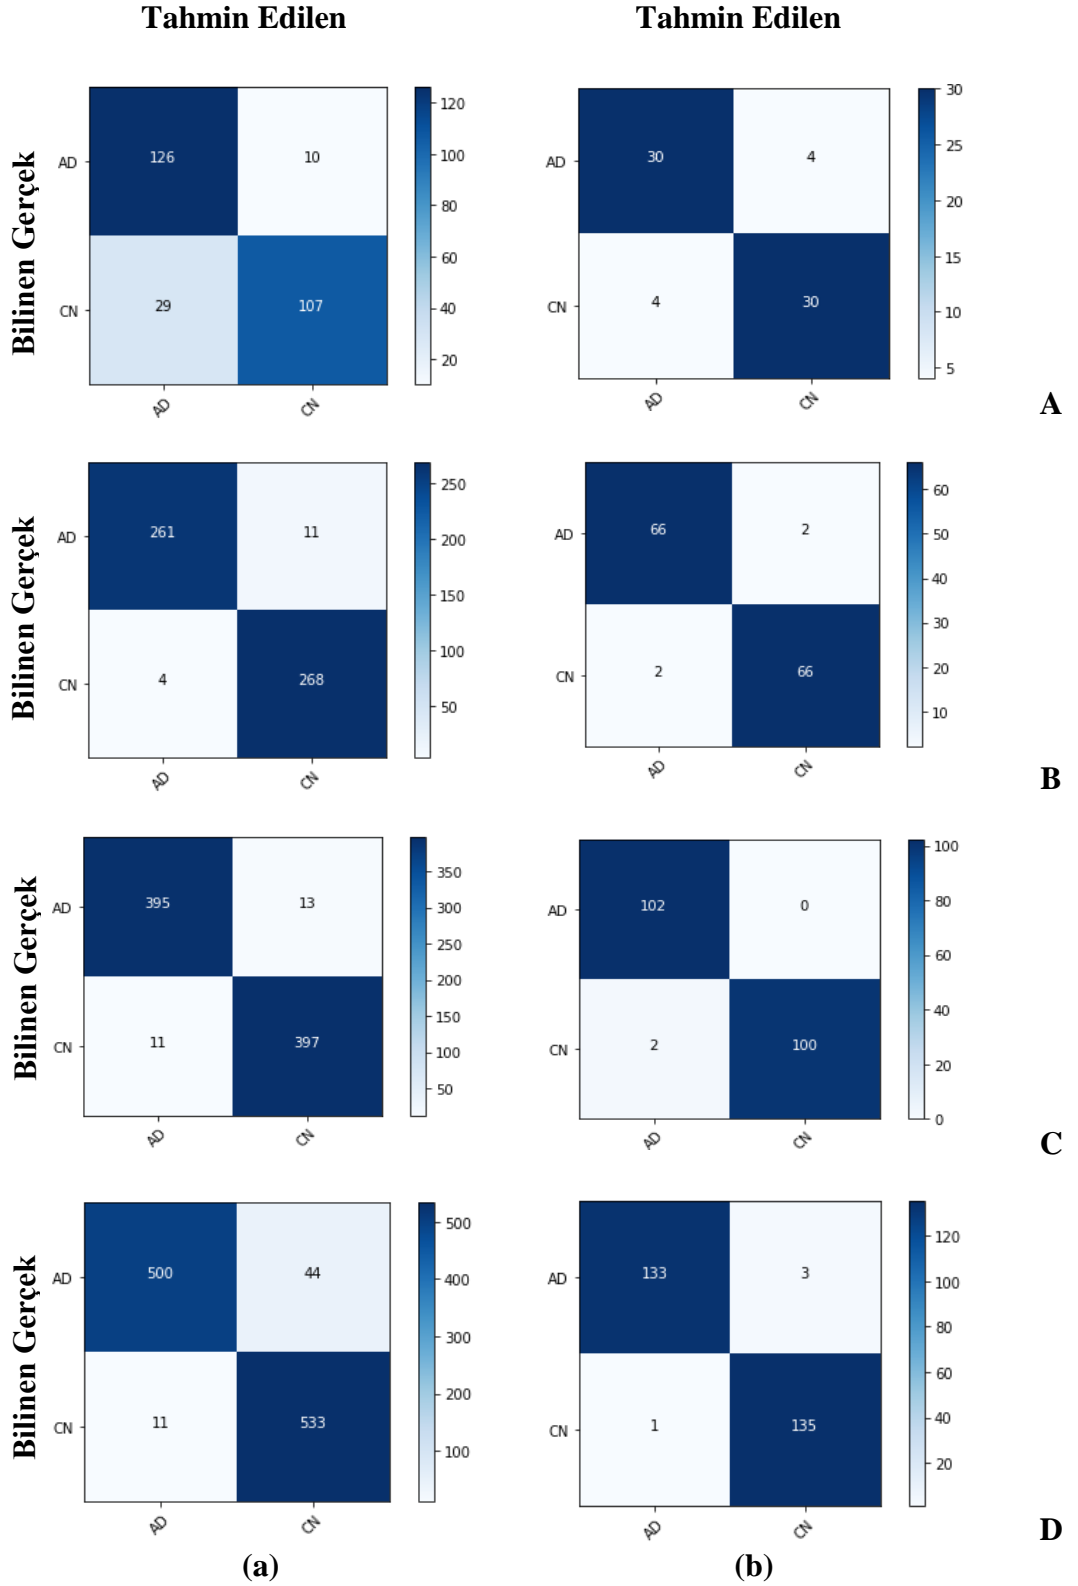 Tahmin Edilen Tahmin Edilen
Bilinen Gerçek
AD 126 10
CN 29 107
AD CN
120
100
80
60
40
20
AD 30 4
CN 4 30
AD CN
30
25
20
15
10
5
A
Bilinen Gerçek
AD 261 11
CN 4 268
AD CN
250
200
150
100
50
AD 66 2
CN 2 66
AD CN
60
50
40
30
20
10
B
Bilinen Gerçek
AD 395 13
CN 11 397
AD CN
350
300
250
200
150
100
50
AD 102 0
CN 2 100
AD CN
100
80
60
40
20
0
C
Bilinen Gerçek
AD 500 44
CN 11 533
AD CN
500
400
300
200
100
AD 133 3
CN 1 135
AD CN
120
100
80
60
40
20
D
(a) (b)